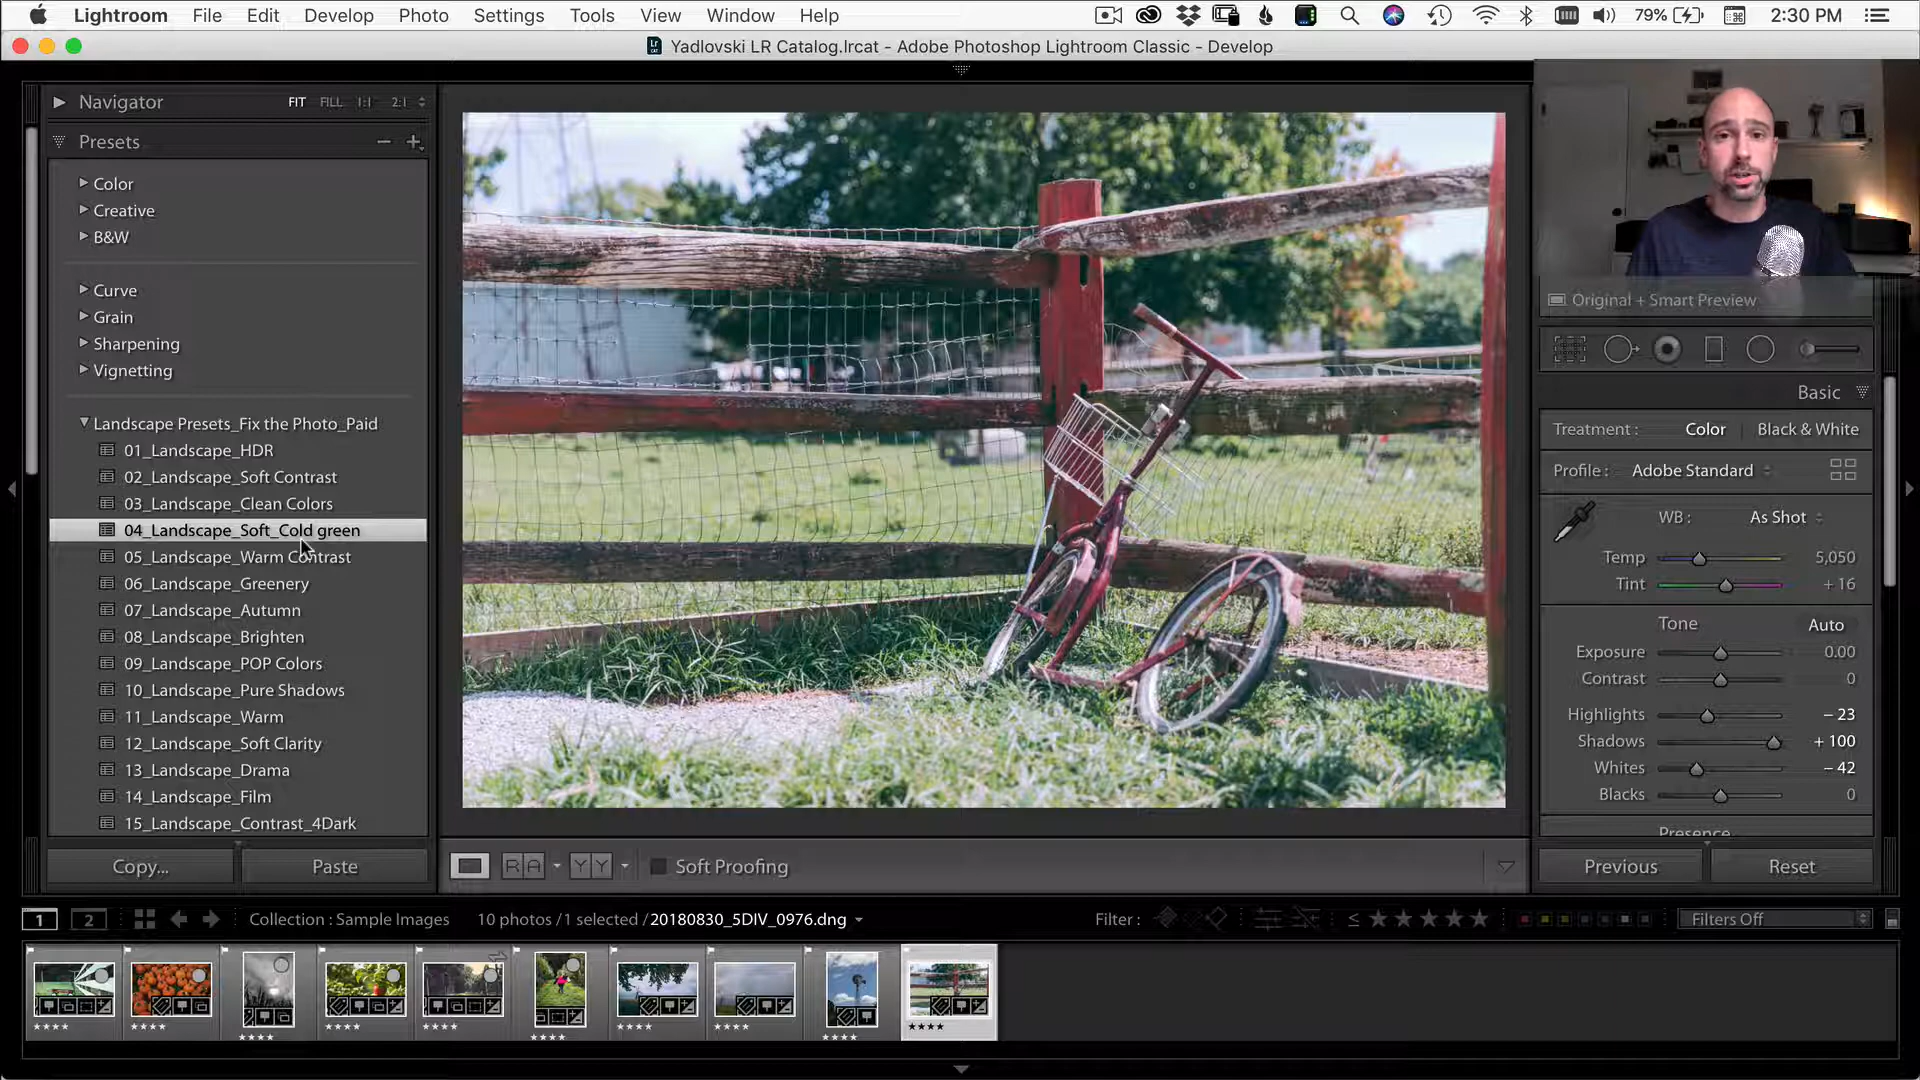 Lightroom File Edit Develop Photo Settings Tools View Window Help 79% 2:30 PM
Yadlovski LR Catalog.lrcat - Adobe Photoshop Lightroom Classic - Develop
Navigator FIT FILL 1:1 2:1
Presets
Color
Creative
B&W
Curve
Grain
Sharpening
Vignetting
Landscape Presets_Fix the Photo_Paid
01_Landscape_HDR
02_Landscape_Soft Contrast
03_Landscape_Clean Colors
04_Landscape_Soft_Cold green
05_Landscape_Warm Contrast
06_Landscape_Greenery
07_Landscape_Autumn
08_Landscape_Brighten
09_Landscape_POP Colors
10_Landscape_Pure Shadows
11_Landscape_Warm
12_Landscape_Soft Clarity
13_Landscape_Drama
14_Landscape_Film
15_Landscape_Contrast_4Dark
Copy... Paste
R A Y Y Soft Proofing
Original + Smart Preview
Basic
Treatment : Color Black & White
Profile : Adobe Standard
WB : As Shot
Temp 5,050
Tint + 16
Tone Auto
Exposure 0.00
Contrast 0
Highlights – 23
Shadows + 100
Whites – 42
Blacks 0
Presence
Previous Reset
1 2 Collection : Sample Images 10 photos /1 selected /20180830_5DIV_0976.dng Filter : ≤ Filters Off